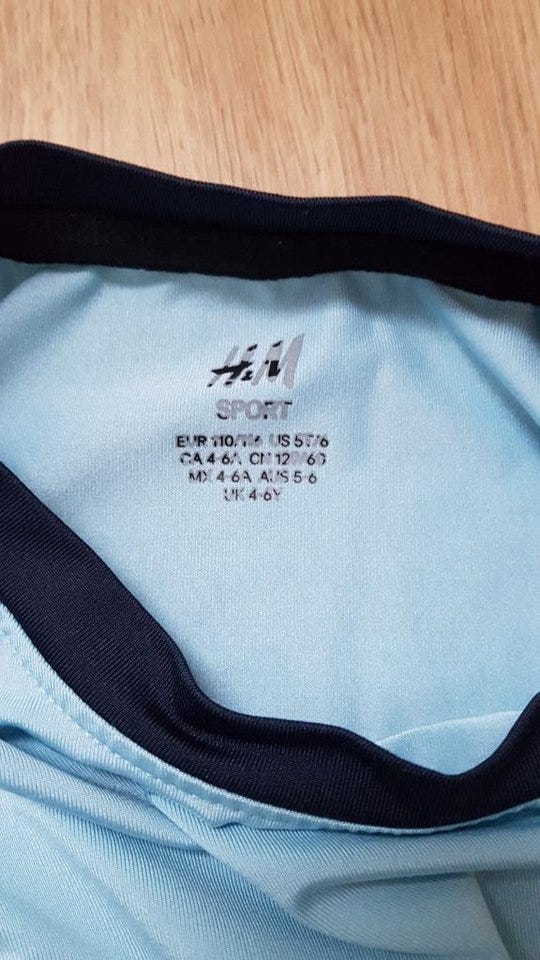 H&M
SPORT
EUR 110/116 US 5T/6
CA 4-6A CN 120/60
MX 4-6A AUS 5-6
UK 4-6Y